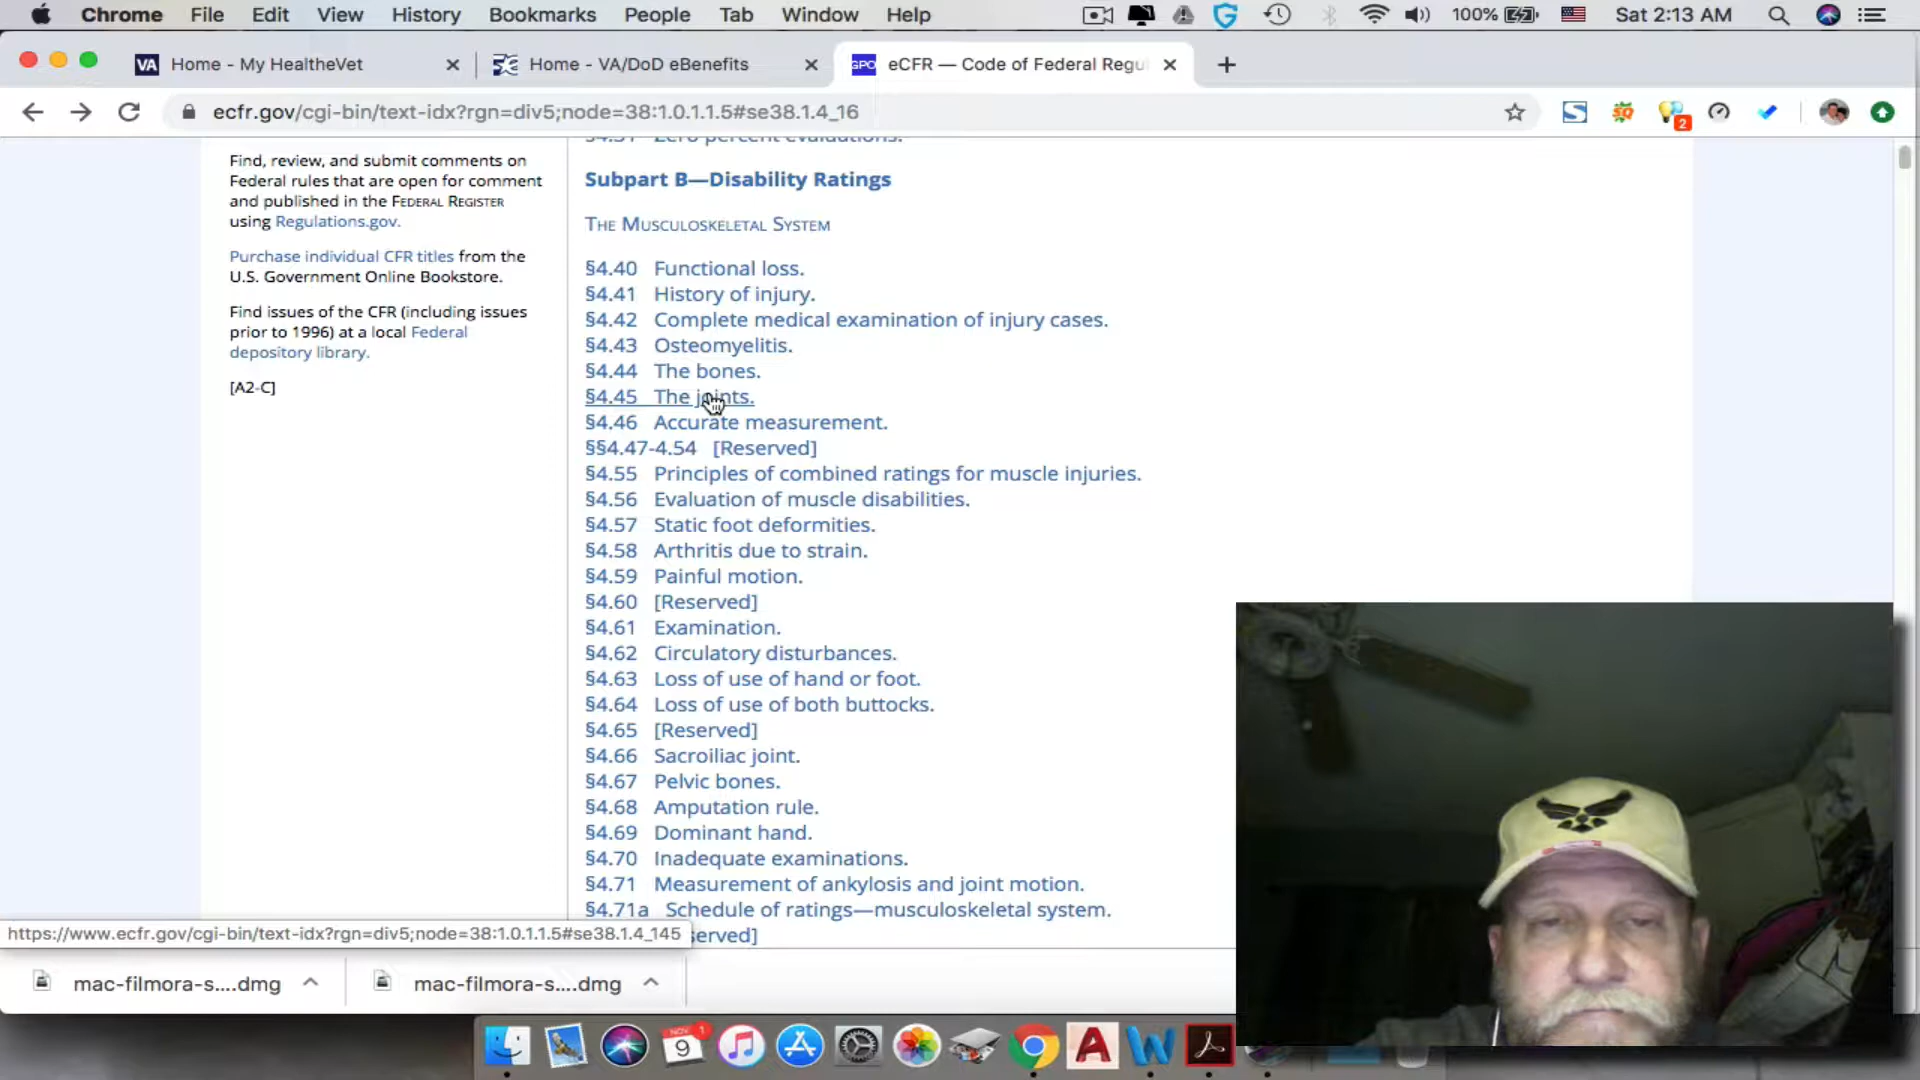 Chrome File Edit View History Bookmarks People Tab Window Help 100% Sat 2:13 AM
VA Home - My HealtheVet Home - VA/DoD eBenefits GPO eCFR — Code of Federal Regu
ecfr.gov/cgi-bin/text-idx?rgn=div5;node=38:1.0.1.1.5#se38.1.4_16 SQ 2
Find, review, and submit comments on
Federal rules that are open for comment
and published in the FEDERAL REGISTER
using Regulations.gov.
Purchase individual CFR titles from the
U.S. Government Online Bookstore.
Find issues of the CFR (including issues
prior to 1996) at a local Federal
depository library.
[A2-C]
§4.31 Zero percent evaluations.
Subpart B—Disability Ratings
THE MUSCULOSKELETAL SYSTEM
§4.40 Functional loss.
§4.41 History of injury.
§4.42 Complete medical examination of injury cases.
§4.43 Osteomyelitis.
§4.44 The bones.
§4.45 The joints.
§4.46 Accurate measurement.
§§4.47-4.54 [Reserved]
§4.55 Principles of combined ratings for muscle injuries.
§4.56 Evaluation of muscle disabilities.
§4.57 Static foot deformities.
§4.58 Arthritis due to strain.
§4.59 Painful motion.
§4.60 [Reserved]
§4.61 Examination.
§4.62 Circulatory disturbances.
§4.63 Loss of use of hand or foot.
§4.64 Loss of use of both buttocks.
§4.65 [Reserved]
§4.66 Sacroiliac joint.
§4.67 Pelvic bones.
§4.68 Amputation rule.
§4.69 Dominant hand.
§4.70 Inadequate examinations.
§4.71 Measurement of ankylosis and joint motion.
§4.71a Schedule of ratings—musculoskeletal system.
served]
https://www.ecfr.gov/cgi-bin/text-idx?rgn=div5;node=38:1.0.1.1.5#se38.1.4_145
mac-filmora-s....dmg mac-filmora-s....dmg
NOV 9 1